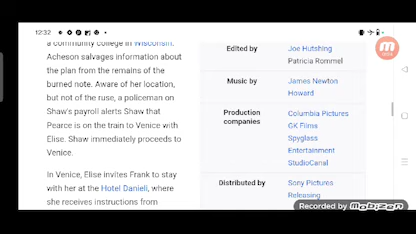 12:32
a community college in Wisconsin.
Acheson salvages information about
the plan from the remains of the
burned note. Aware of her location,
but not of the ruse, a policeman on
Shaw's payroll alerts Shaw that
Pearce is on the train to Venice with
Elise. Shaw immediately proceeds to
Venice.
In Venice, Elise invites Frank to stay
with her at the Hotel Danieli, where
she receives instructions from
Edited by
Joe Hutshing
Patricia Rommel
Music by
James Newton
Howard
Production
companies
Columbia Pictures
GK Films
Spyglass
Entertainment
StudioCanal
Distributed by
Sony Pictures
Releasing
Recorded by Mobizen